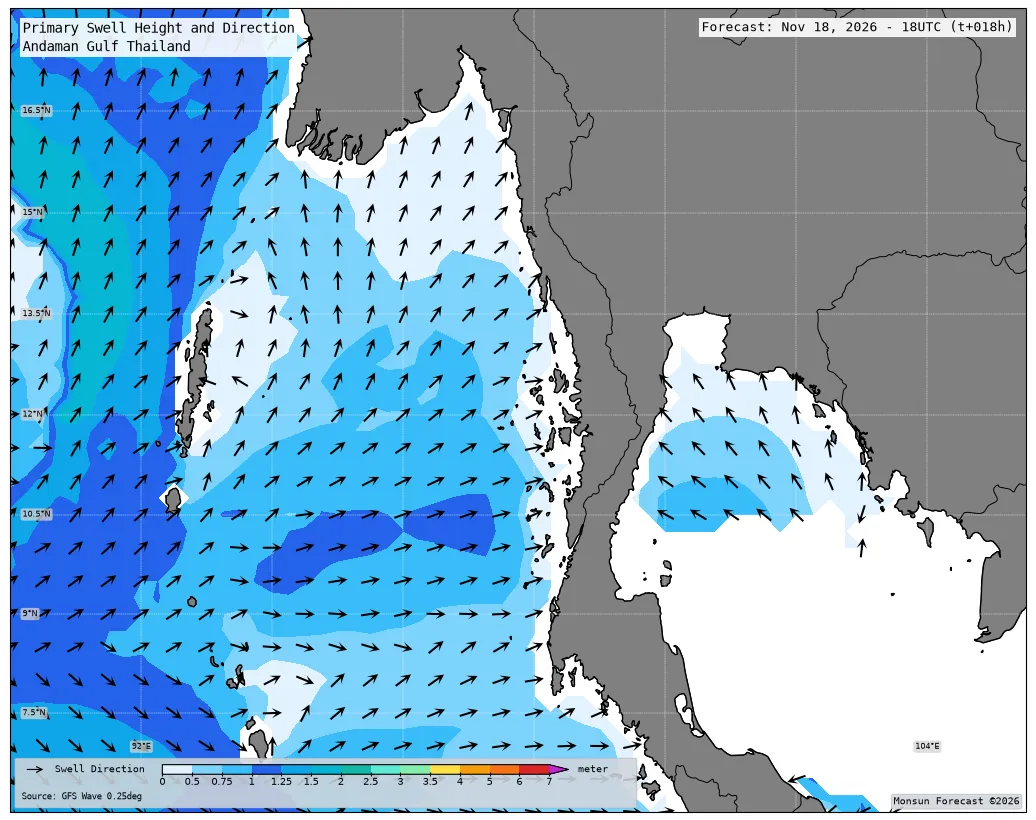 Primary Swell Height and Direction
Andaman Gulf Thailand
Forecast: Nov 18, 2026 - 18UTC (t+018h)
16.5°N
15°N
13.5°N
12°N
10.5°N
9°N
7.5°N
92°E
104°E
Swell Direction
meter
0 0.5 0.75 1 1.25 1.5 2 2.5 3 3.5 4 5 6 7
Source: GFS Wave 0.25deg
Monsun Forecast ©2026